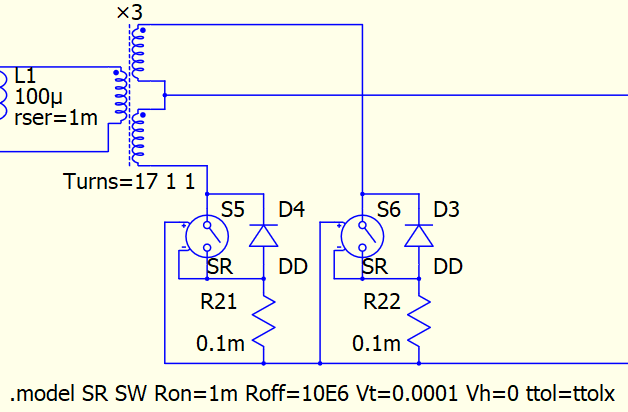 ×3
L1
100µ
rser=1m
Turns=17 1 1
S5
D4
S6
D3
SR
DD
SR
DD
R21
R22
0.1m
0.1m
.model SR SW Ron=1m Roff=10E6 Vt=0.0001 Vh=0 ttol=ttolx